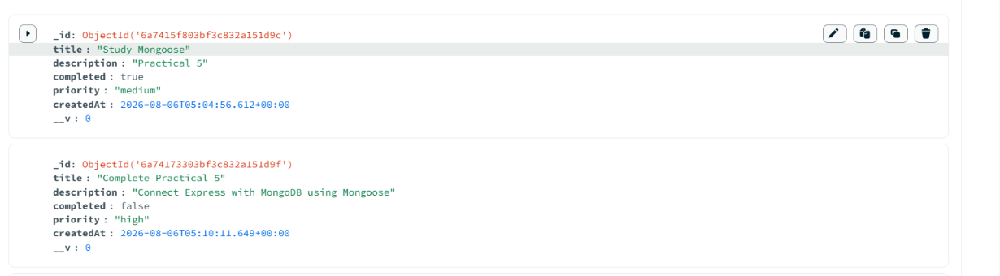 _id: ObjectId('6a7415f803bf3c832a151d9c')
title : "Study Mongoose"
description : "Practical 5"
completed : true
priority : "medium"
createdAt : 2026-08-06T05:04:56.612+00:00
__v : 0
_id: ObjectId('6a74173303bf3c832a151d9f')
title : "Complete Practical 5"
description : "Connect Express with MongoDB using Mongoose"
completed : false
priority : "high"
createdAt : 2026-08-06T05:10:11.649+00:00
__v : 0